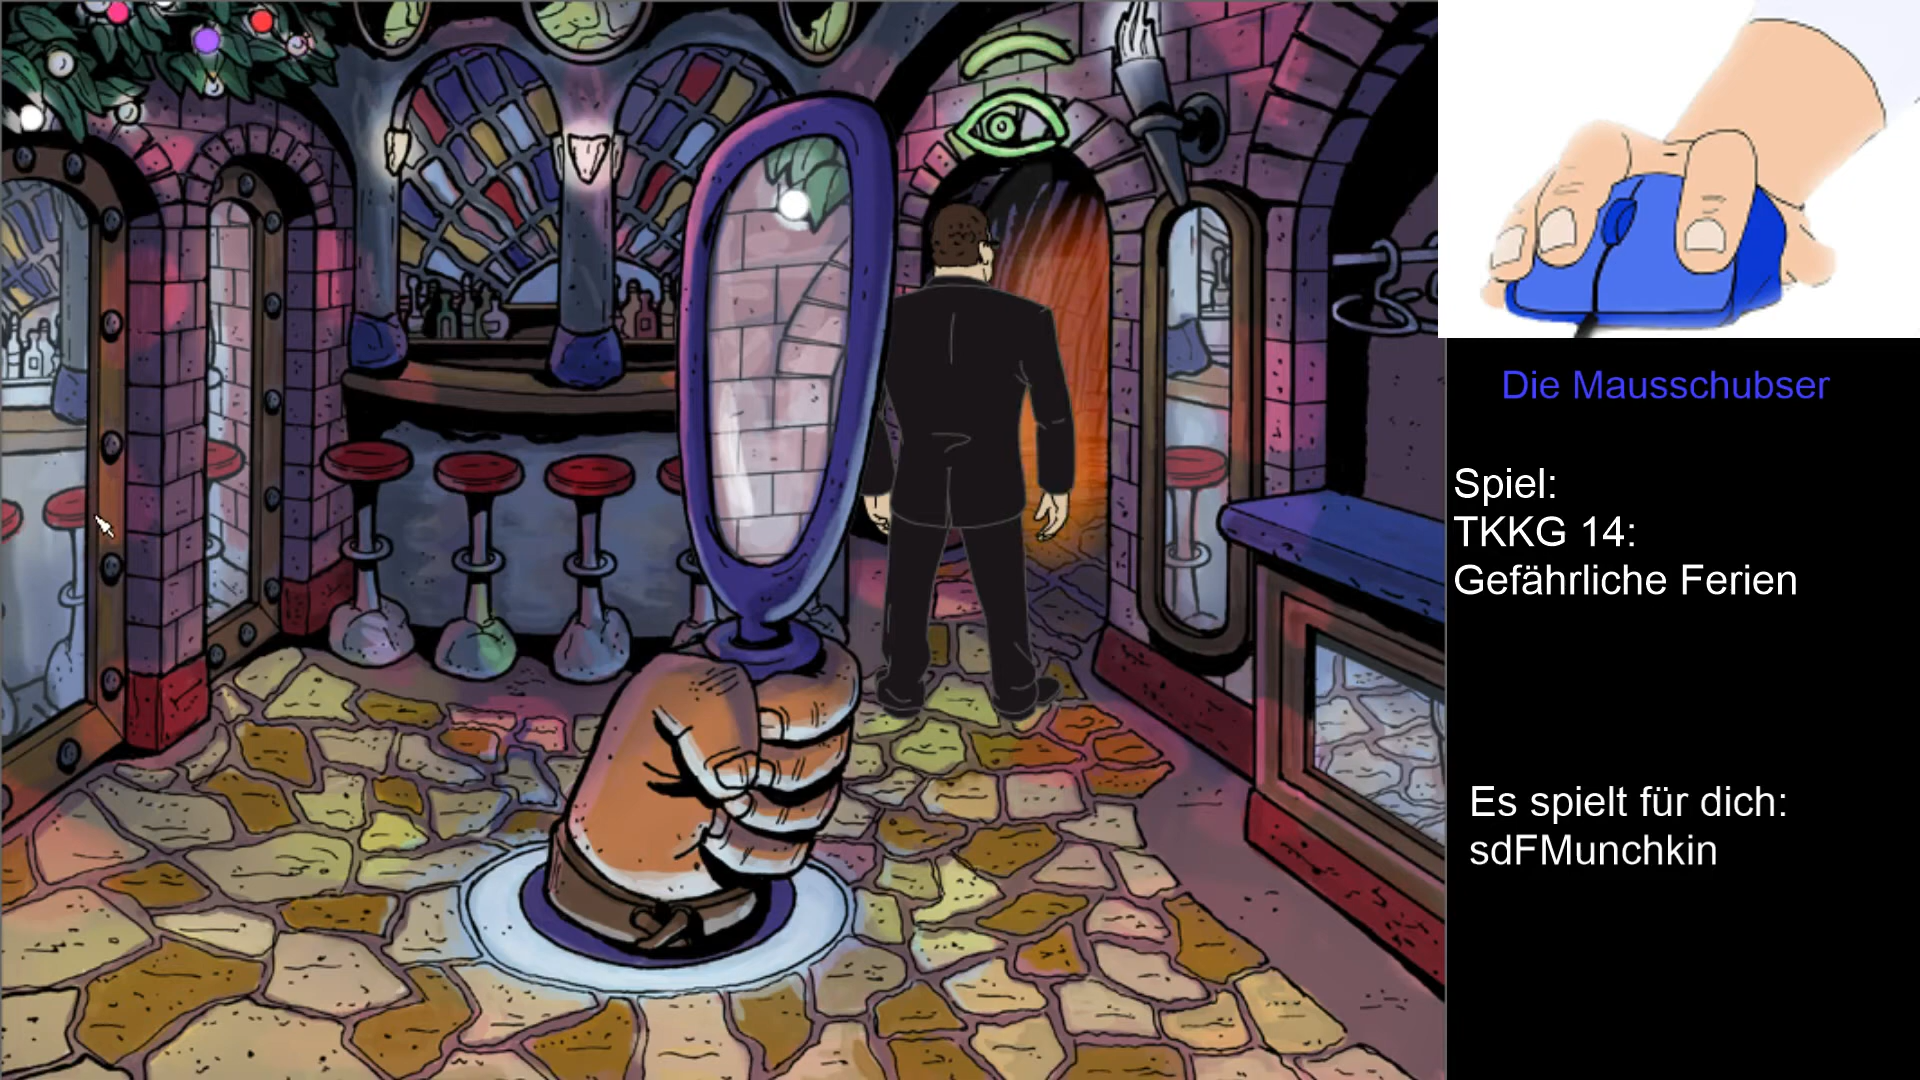 Die Mausschubser
Spiel:
TKKG 14:
Gefährliche Ferien
Es spielt für dich:
sdFMunchkin